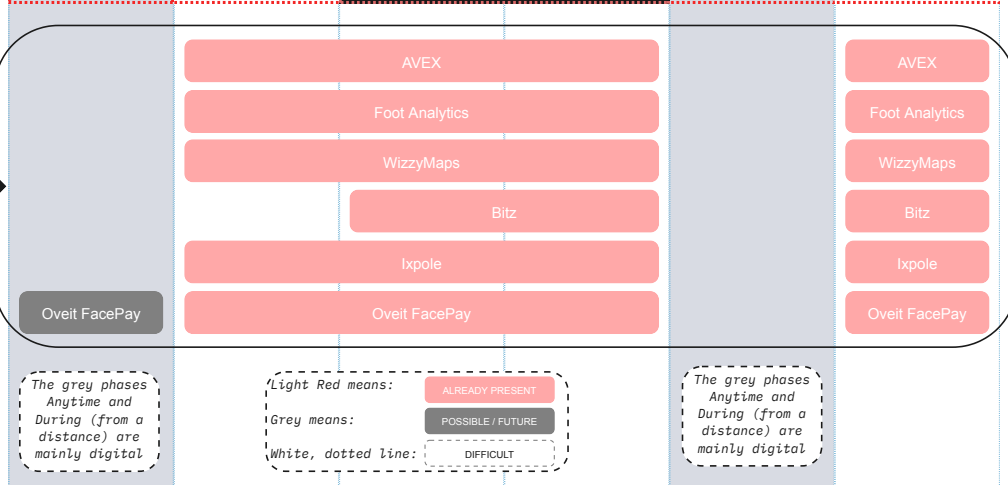 AVEX
AVEX
Foot Analytics
Foot Analytics
WizzyMaps
WizzyMaps
Bitz
Bitz
Ixpole
Ixpole
Oveit FacePay
Oveit FacePay
Oveit FacePay
The grey phases
Anytime and
During (from a
distance) are
mainly digital
Light Red means:
ALREADY PRESENT
Grey means:
POSSIBLE / FUTURE
White, dotted line:
DIFFICULT
The grey phases
Anytime and
During (from a
distance) are
mainly digital